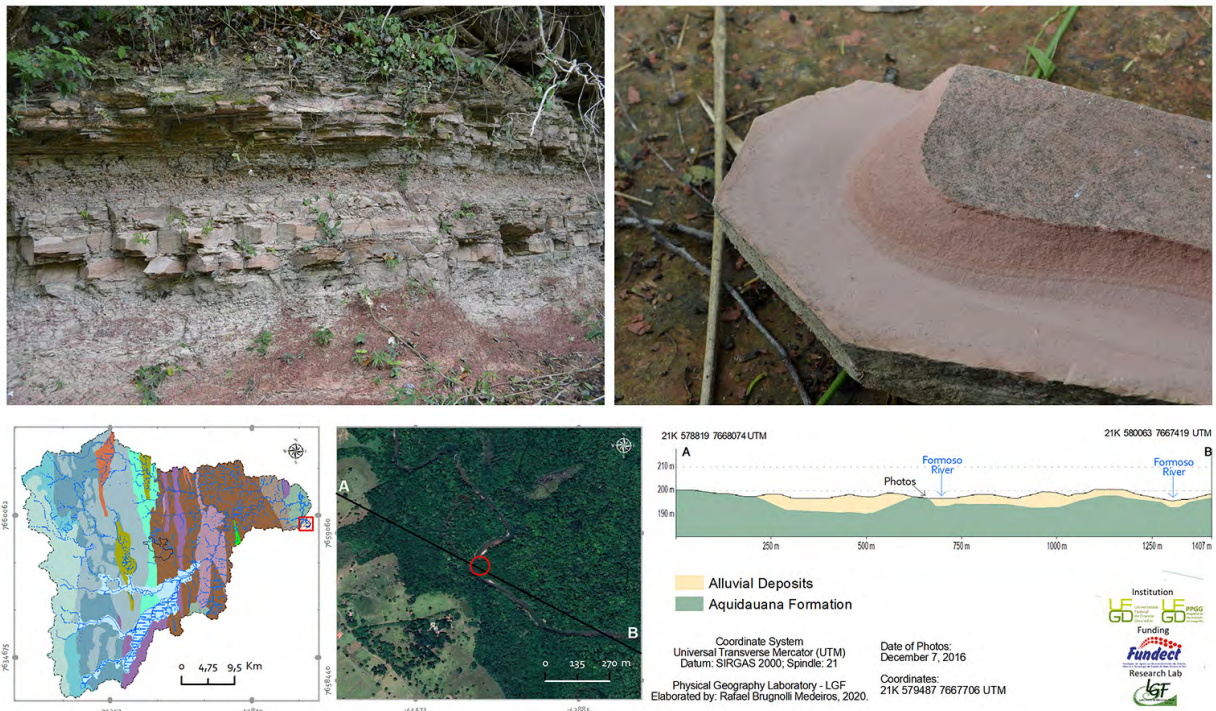 21K 578819 7668074 UTM
21K 580063 7667419 UTM
A
B
Formoso
River
Formoso
River
Photos
210 m
200 m
190 m
250 m
500 m
750 m
1000 m
1250 m
1407 m
7660062
7634675
0 4,75 9,5 Km
A
B
7659060
7658440
0 135 270 m
Alluvial Deposits
Aquidauana Formation
Coordinate System
Universal Transverse Mercator (UTM)
Datum: SIRGAS 2000; Spindle: 21
Physical Geography Laboratory - LGF
Elaborated by: Rafael Brugnolli Medeiros, 2020.
Date of Photos:
December 7, 2016
Coordinates:
21K 579487 7667706 UTM
Institution
UFGD
UFGD PPGG
Funding
Fundect
Research Lab
LGF